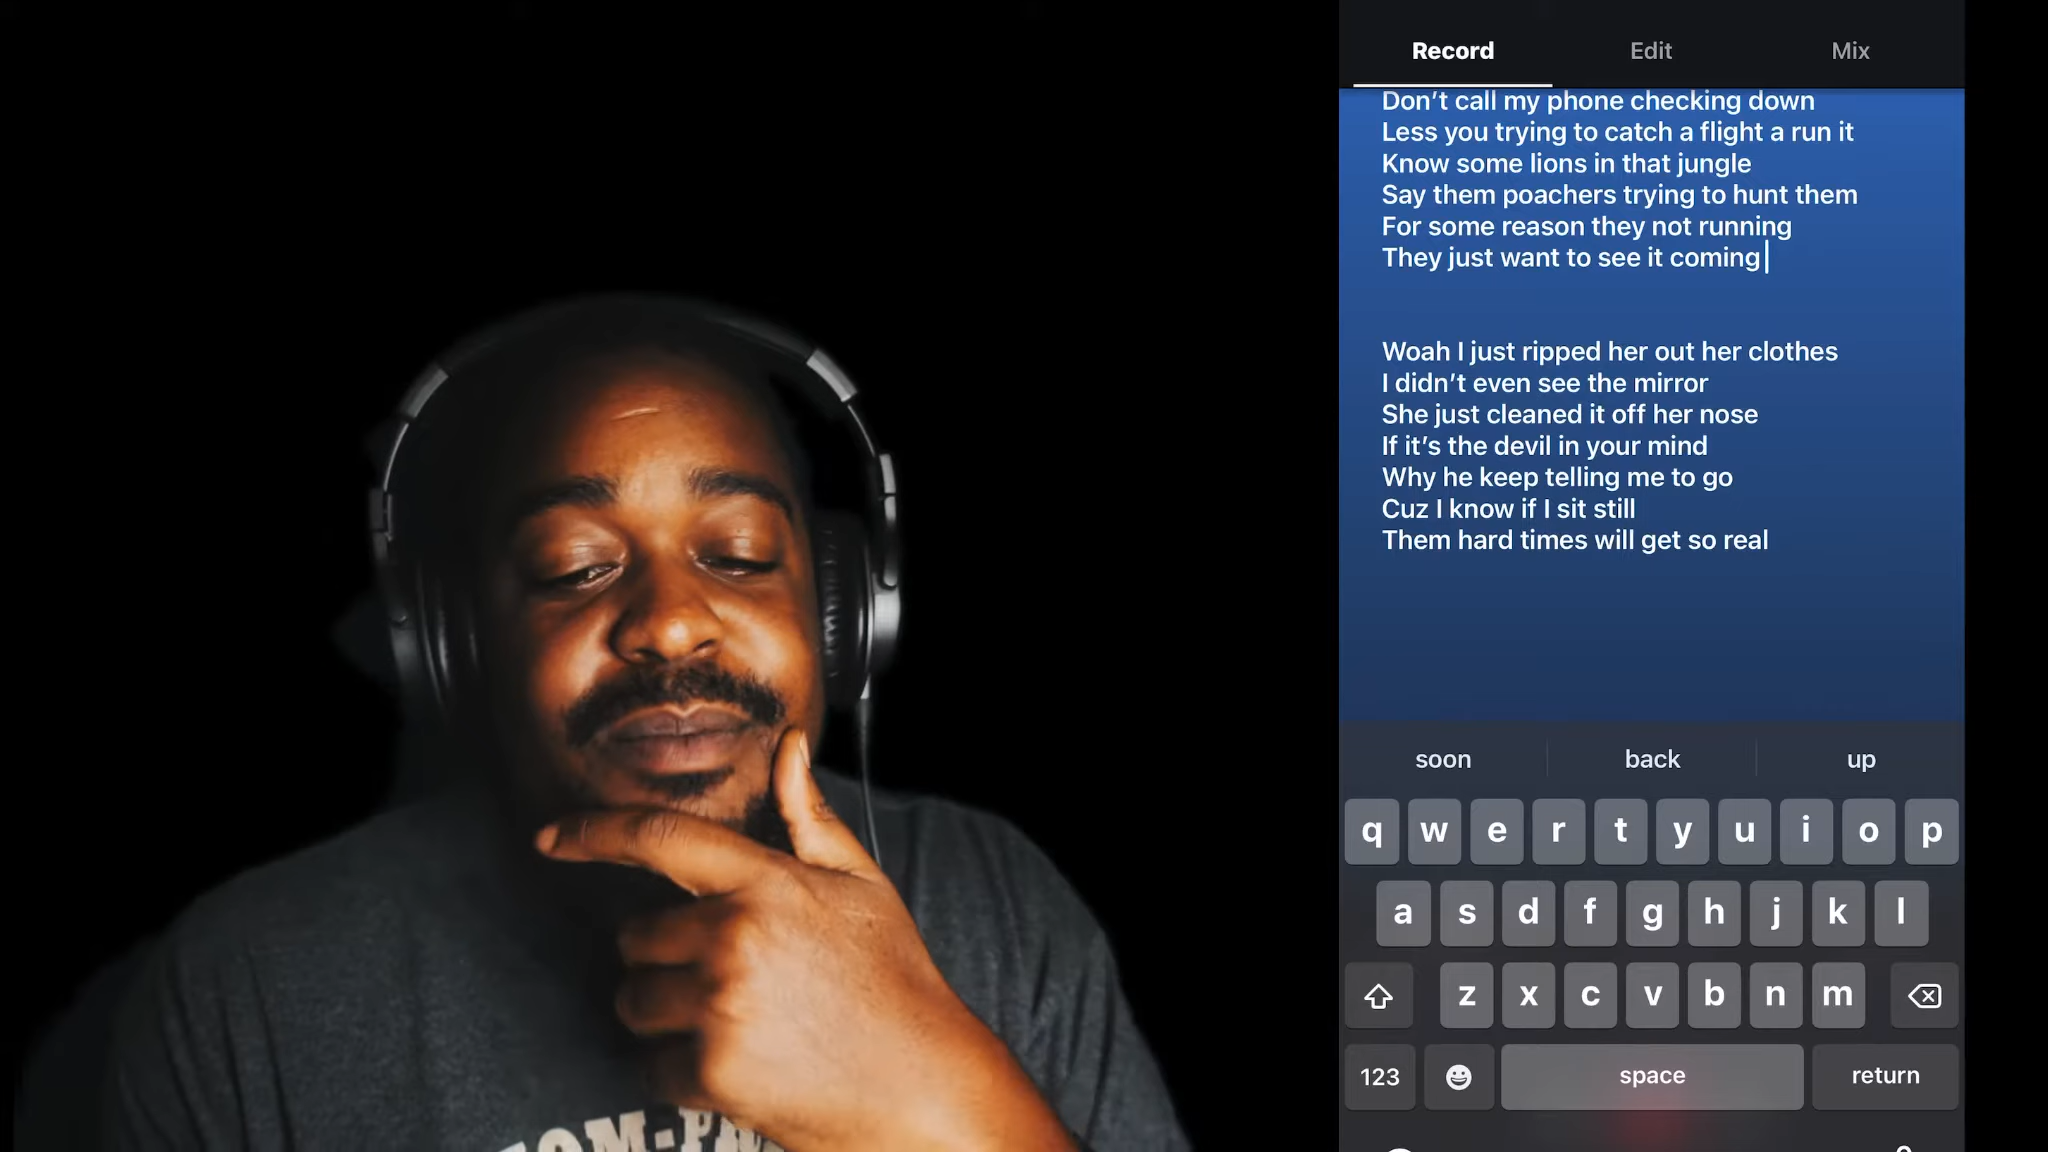 Record Edit Mix
Don’t call my phone checking down
Less you trying to catch a flight a run it
Know some lions in that jungle
Say them poachers trying to hunt them
For some reason they not running
They just want to see it coming
Woah I just ripped her out her clothes
I didn’t even see the mirror
She just cleaned it off her nose
If it’s the devil in your mind
Why he keep telling me to go
Cuz I know if I sit still
Them hard times will get so real
soon back up
q w e r t y u i o p
a s d f g h j k l
z x c v b n m
123 space return